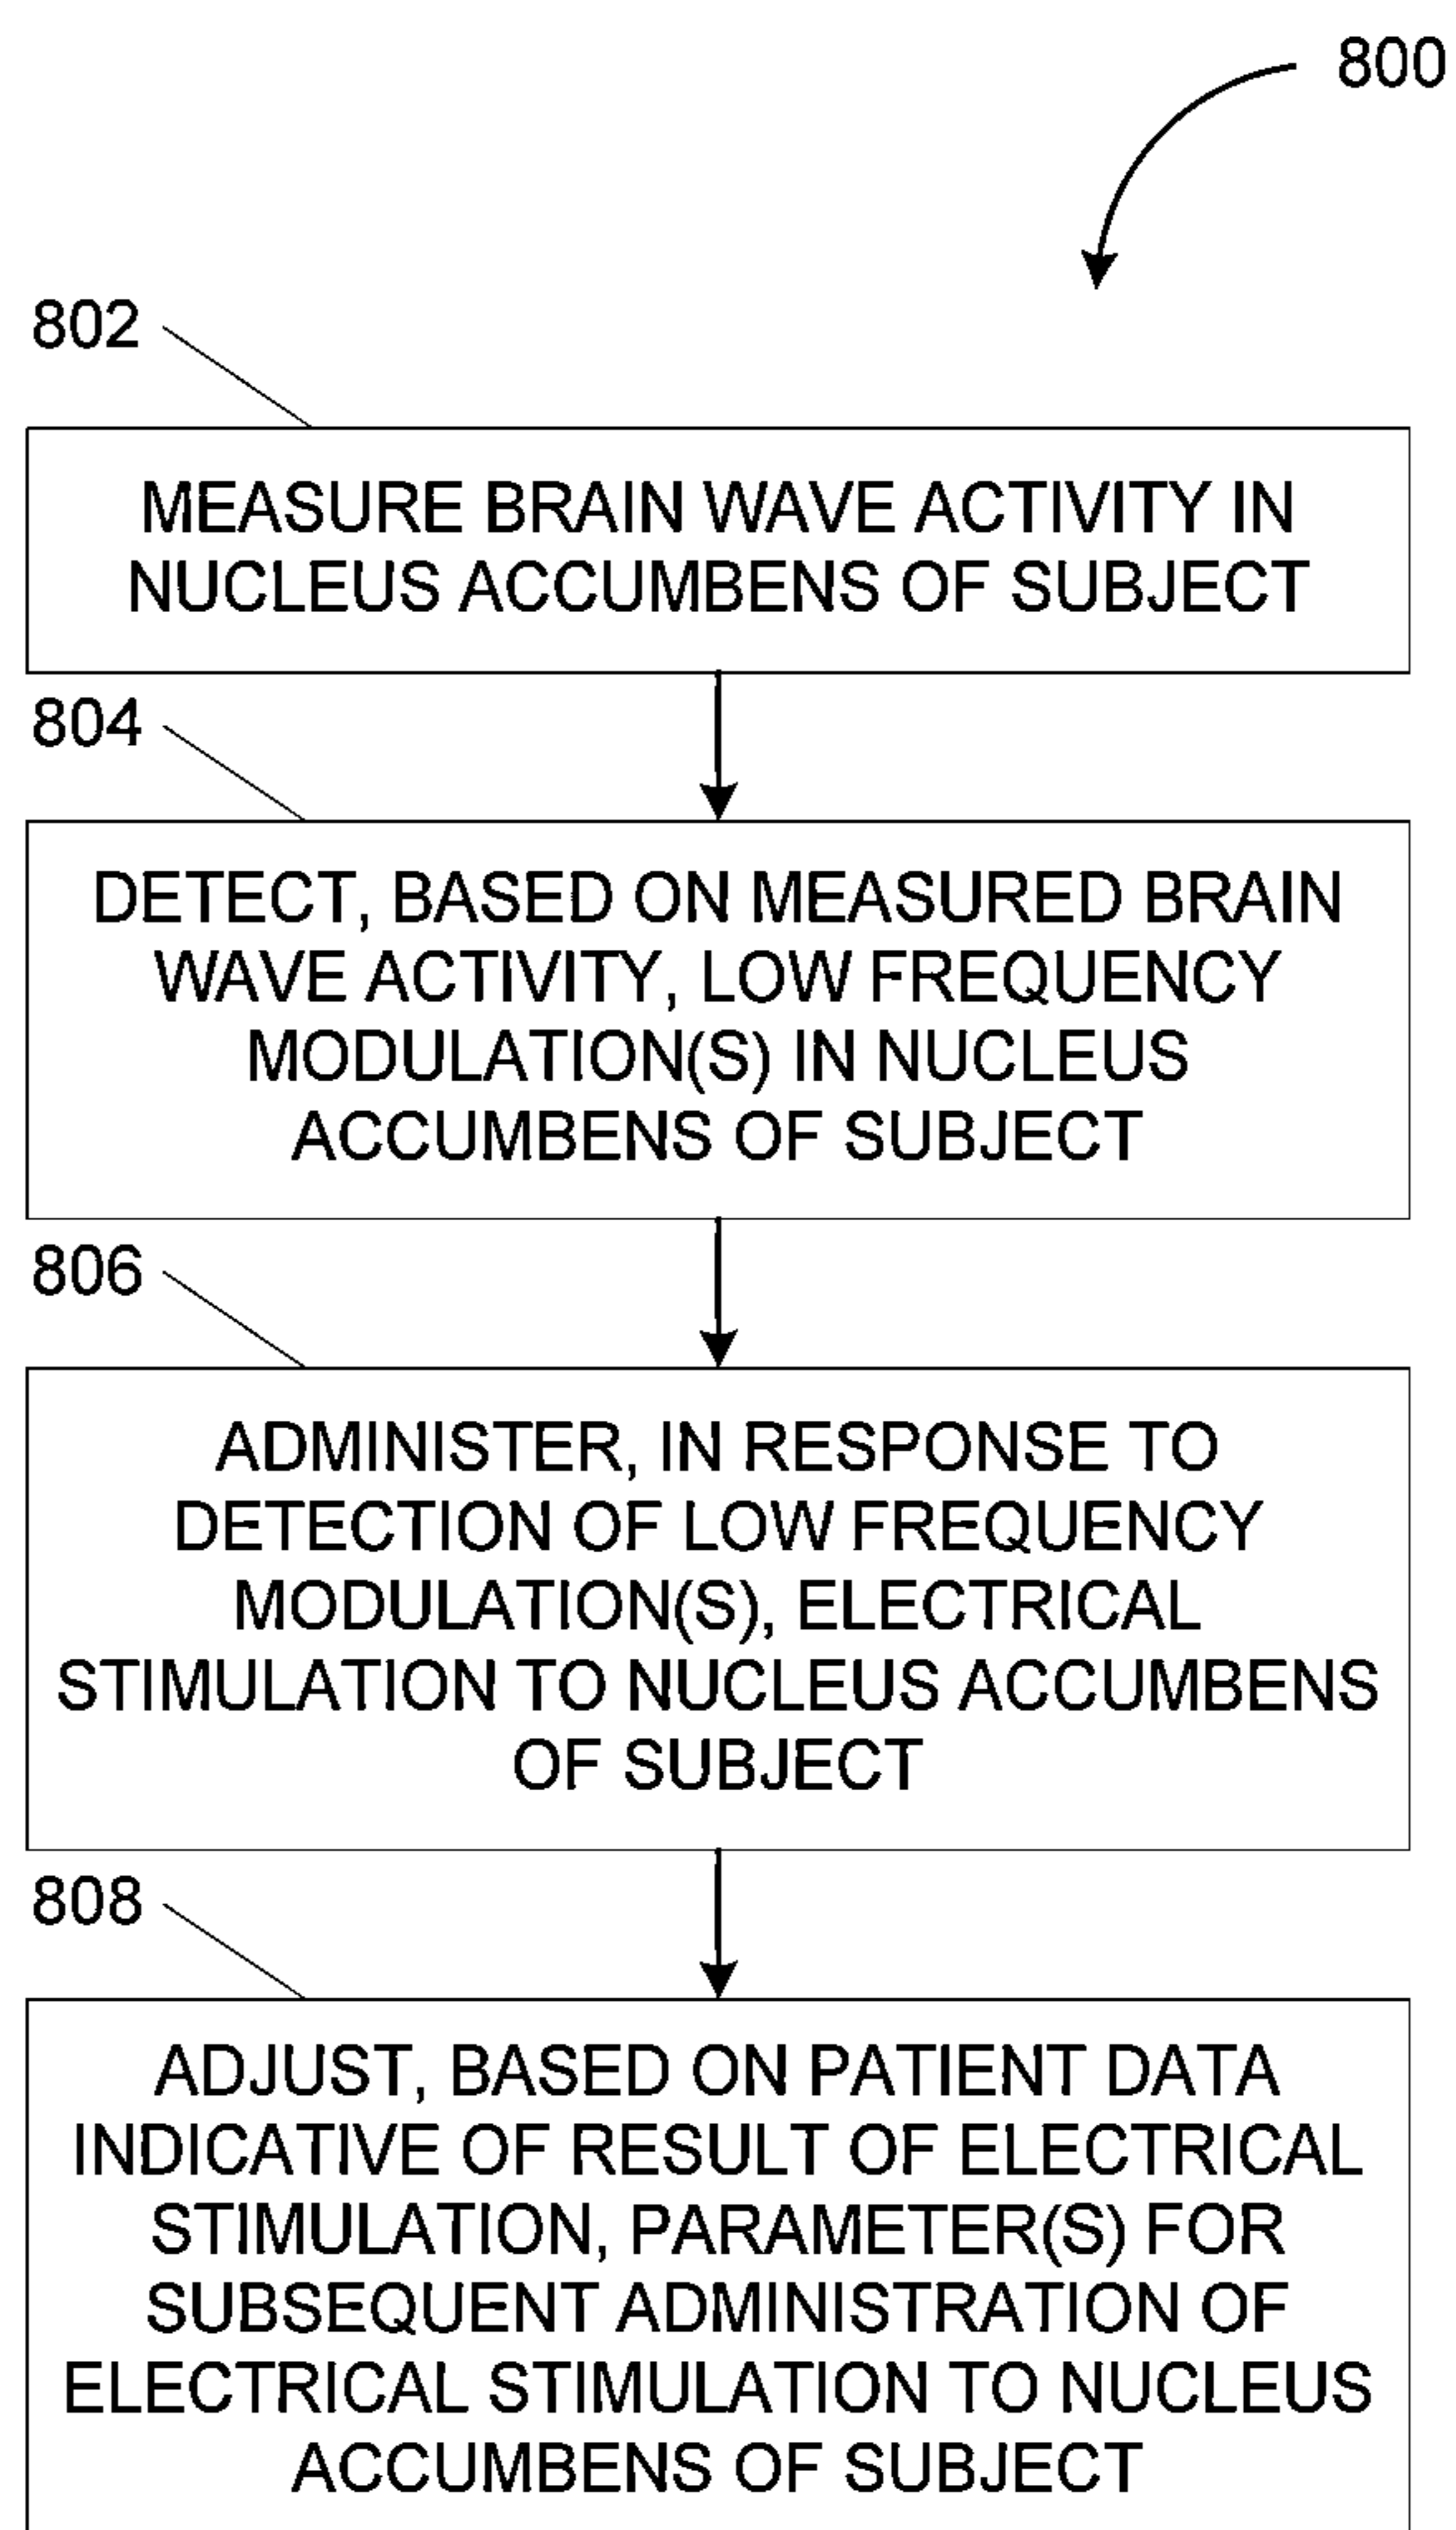 800
802
MEASURE BRAIN WAVE ACTIVITY IN
NUCLEUS ACCUMBENS OF SUBJECT
804
DETECT, BASED ON MEASURED BRAIN
WAVE ACTIVITY, LOW FREQUENCY
MODULATION(S) IN NUCLEUS
ACCUMBENS OF SUBJECT
806
ADMINISTER, IN RESPONSE TO
DETECTION OF LOW FREQUENCY
MODULATION(S), ELECTRICAL
STIMULATION TO NUCLEUS ACCUMBENS
OF SUBJECT
808
ADJUST, BASED ON PATIENT DATA
INDICATIVE OF RESULT OF ELECTRICAL
STIMULATION, PARAMETER(S) FOR
SUBSEQUENT ADMINISTRATION OF
ELECTRICAL STIMULATION TO NUCLEUS
ACCUMBENS OF SUBJECT